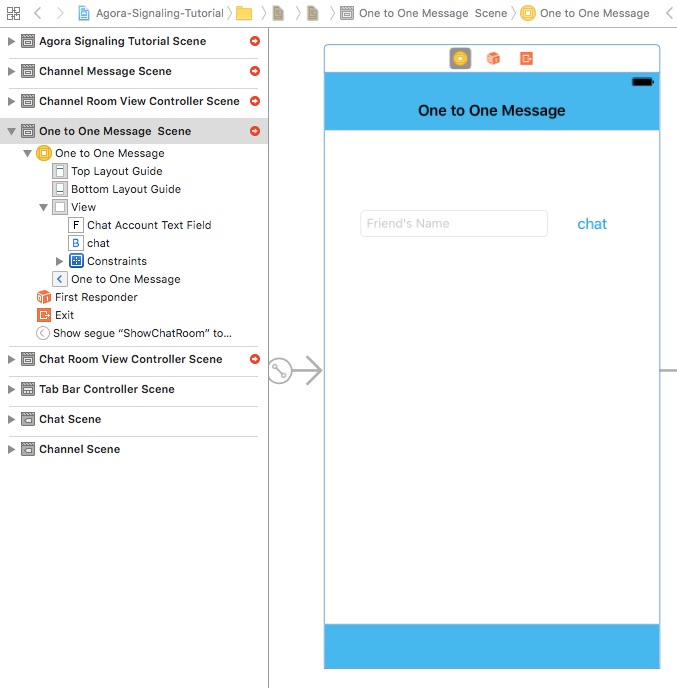 Agora-Signaling-Tutorial One to One Message  Scene One to One Message
Agora Signaling Tutorial Scene
Channel Message Scene
Channel Room View Controller Scene
One to One Message  Scene
One to One Message
Top Layout Guide
Bottom Layout Guide
View
F Chat Account Text Field
B chat
Constraints
One to One Message
First Responder
Exit
Show segue “ShowChatRoom” to...
Chat Room View Controller Scene
Tab Bar Controller Scene
Chat Scene
Channel Scene
One to One Message
Friend's Name
chat